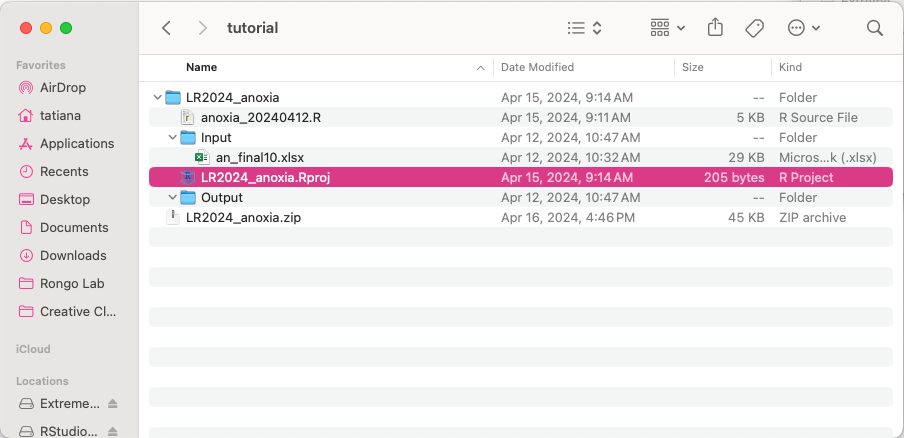 tutorial
Favorites
AirDrop
tatiana
Applications
Recents
Desktop
Documents
Downloads
Rongo Lab
Creative Cl...
iCloud
Locations
Extreme...
RStudio...
Name Date Modified Size Kind
LR2024_anoxia Apr 15, 2024, 9:14 AM -- Folder
anoxia_20240412.R Apr 15, 2024, 9:11 AM 5 KB R Source File
Input Apr 12, 2024, 10:47 AM -- Folder
an_final10.xlsx Apr 12, 2024, 10:32 AM 29 KB Micros...k (.xlsx)
LR2024_anoxia.Rproj Apr 15, 2024, 9:14 AM 205 bytes R Project
Output Apr 12, 2024, 10:47 AM -- Folder
LR2024_anoxia.zip Apr 16, 2024, 4:46 PM 45 KB ZIP archive